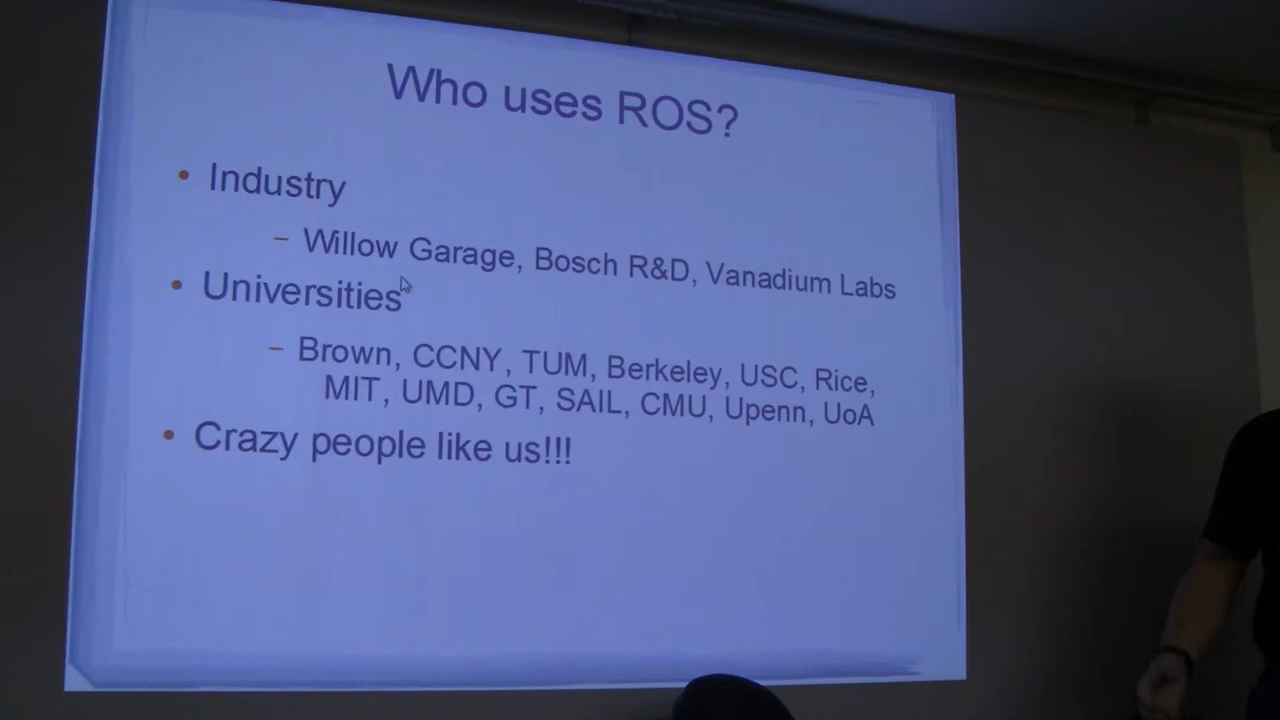 Who uses ROS?
• Industry
– Willow Garage, Bosch R&D, Vanadium Labs
• Universities
– Brown, CCNY, TUM, Berkeley, USC, Rice,
MIT, UMD, GT, SAIL, CMU, Upenn, UoA
• Crazy people like us!!!